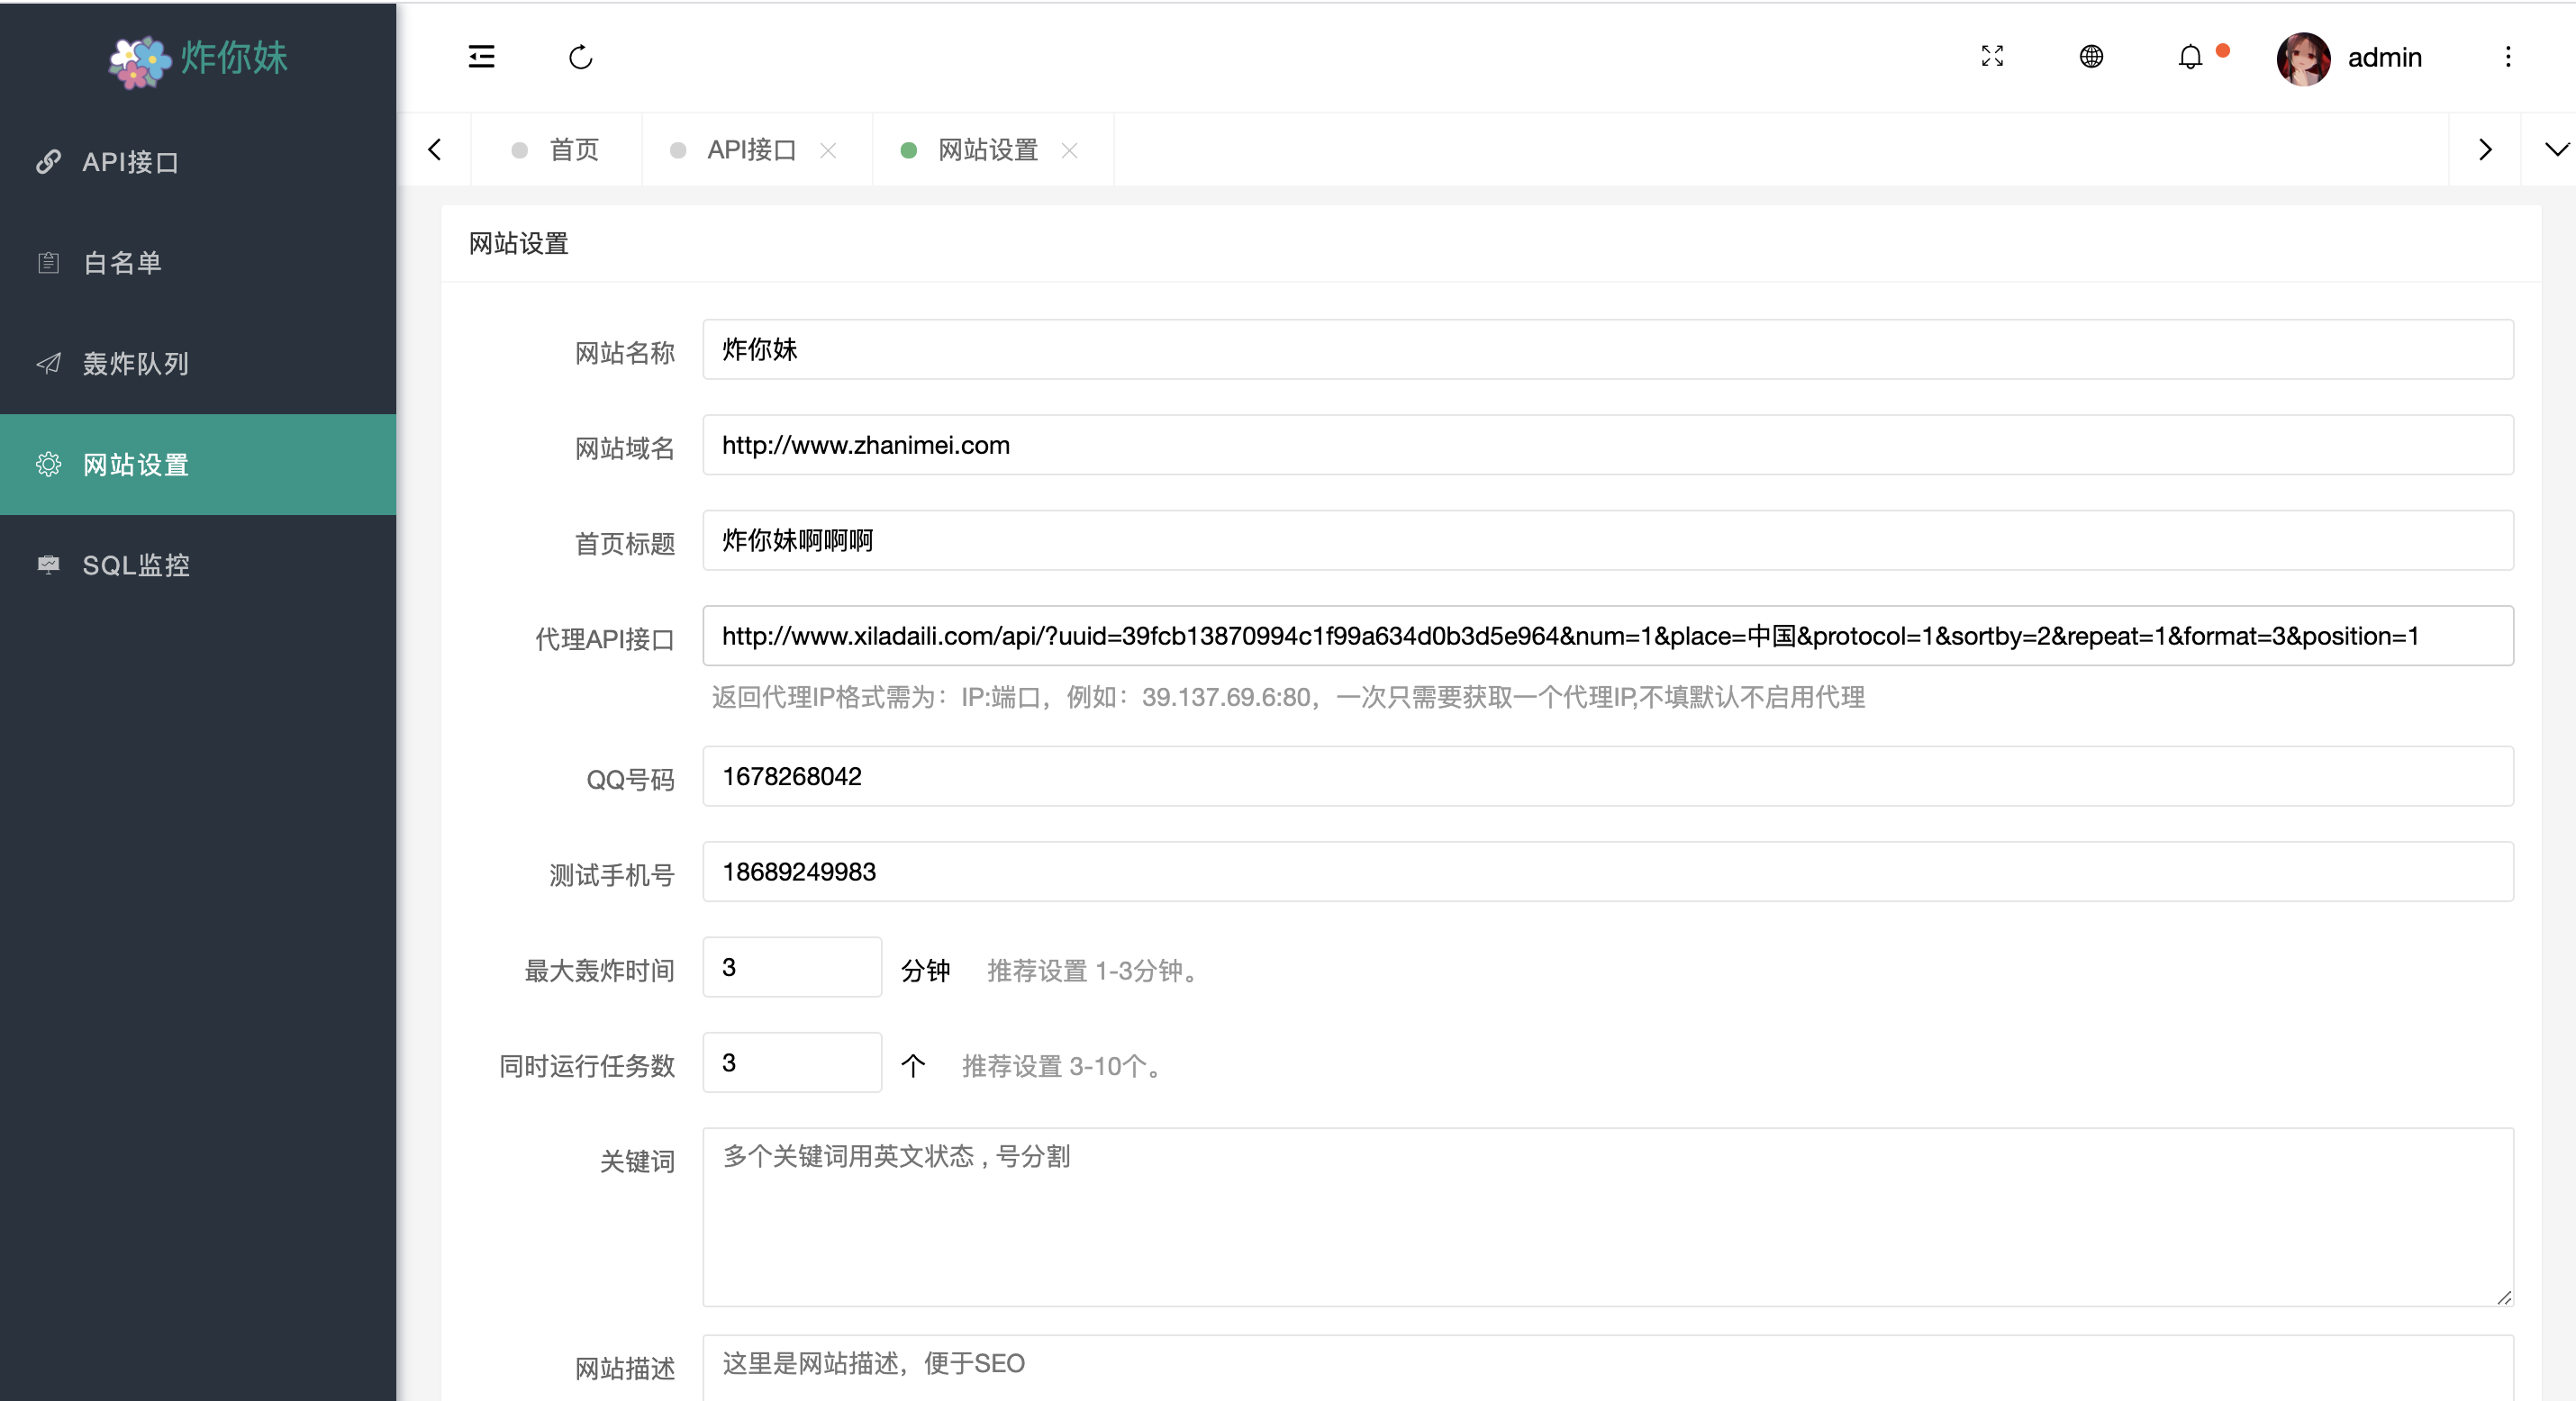 炸你妹
admin
API接口
白名单
轰炸队列
网站设置
SQL监控
首页
API接口
网站设置
网站设置
网站名称
炸你妹
网站域名
http://www.zhanimei.com
首页标题
炸你妹啊啊啊
代理API接口
http://www.xiladaili.com/api/?uuid=39fcb13870994c1f99a634d0b3d5e964&num=1&place=中国&protocol=1&sortby=2&repeat=1&format=3&position=1
返回代理IP格式需为：IP:端口，例如：39.137.69.6:80，一次只需要获取一个代理IP,不填默认不启用代理
QQ号码
1678268042
测试手机号
18689249983
最大轰炸时间
3 分钟 推荐设置 1-3分钟。
同时运行任务数
3 个 推荐设置 3-10个。
关键词
多个关键词用英文状态 , 号分割
网站描述
这里是网站描述，便于SEO